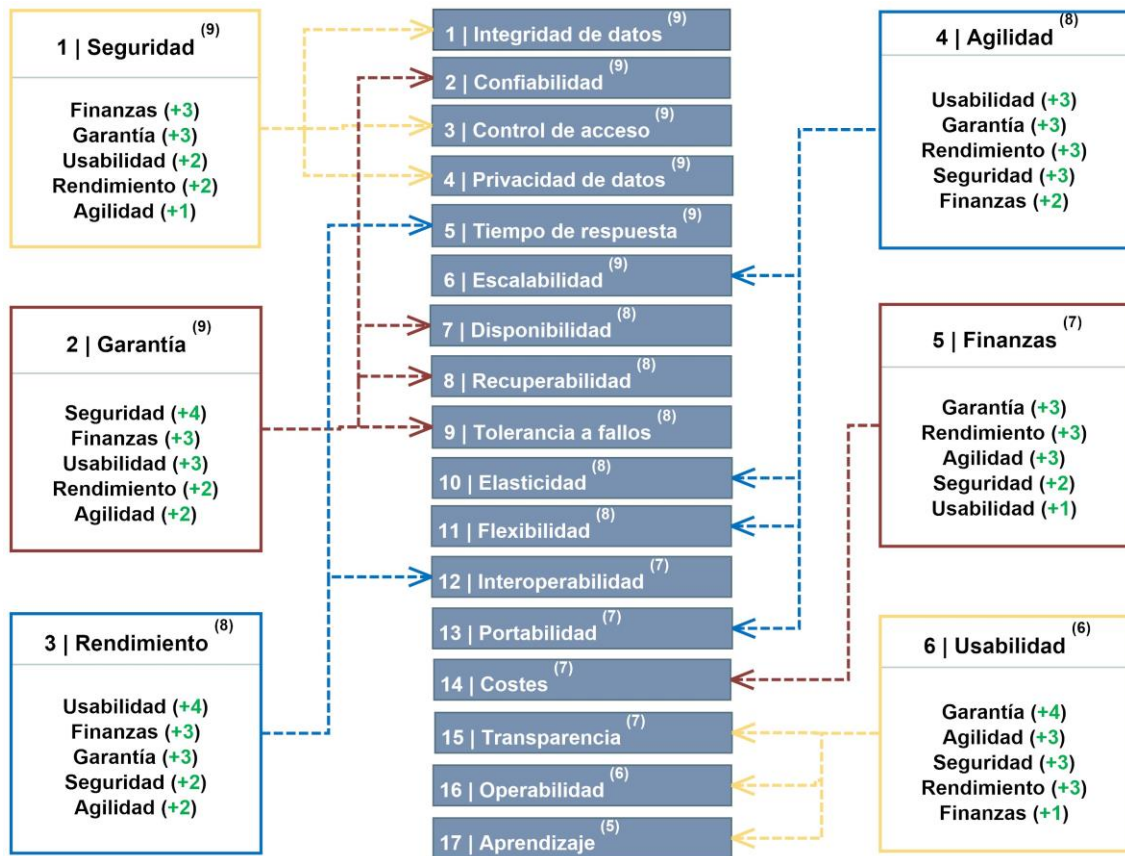 1 | Seguridad (9)
Finanzas (+3)
Garantía (+3)
Usabilidad (+2)
Rendimiento (+2)
Agilidad (+1)
2 | Garantía (9)
Seguridad (+4)
Finanzas (+3)
Usabilidad (+3)
Rendimiento (+2)
Agilidad (+2)
3 | Rendimiento (8)
Usabilidad (+4)
Finanzas (+3)
Garantía (+3)
Seguridad (+2)
Agilidad (+2)
1 | Integridad de datos (9)
2 | Confiabilidad (9)
3 | Control de acceso (9)
4 | Privacidad de datos (9)
5 | Tiempo de respuesta (9)
6 | Escalabilidad (9)
7 | Disponibilidad (8)
8 | Recuperabilidad (8)
9 | Tolerancia a fallos (8)
10 | Elasticidad (8)
11 | Flexibilidad (8)
12 | Interoperabilidad (7)
13 | Portabilidad (7)
14 | Costes (7)
15 | Transparencia (7)
16 | Operabilidad (6)
17 | Aprendizaje (5)
4 | Agilidad (8)
Usabilidad (+3)
Garantía (+3)
Rendimiento (+3)
Seguridad (+3)
Finanzas (+2)
5 | Finanzas (7)
Garantía (+3)
Rendimiento (+3)
Agilidad (+3)
Seguridad (+2)
Usabilidad (+1)
6 | Usabilidad (6)
Garantía (+4)
Agilidad (+3)
Seguridad (+3)
Rendimiento (+3)
Finanzas (+1)